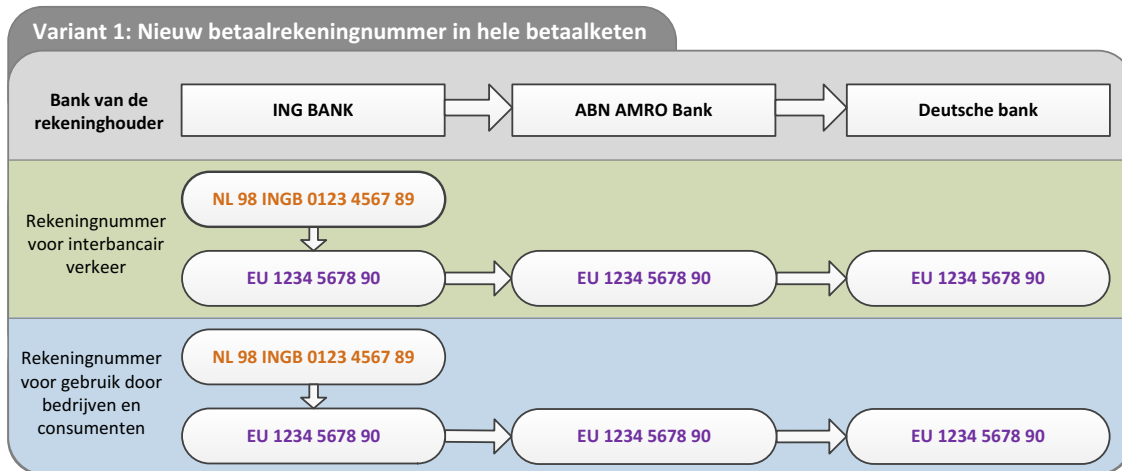 Variant 1: Nieuw betaalrekeningnummer in hele betaalketen
Bank van de
rekeninghouder
ING BANK
ABN AMRO Bank
Deutsche bank
Rekeningnummer
voor interbancair
verkeer
NL 98 INGB 0123 4567 89
EU 1234 5678 90
EU 1234 5678 90
EU 1234 5678 90
Rekeningnummer
voor gebruik door
bedrijven en
consumenten
NL 98 INGB 0123 4567 89
EU 1234 5678 90
EU 1234 5678 90
EU 1234 5678 90